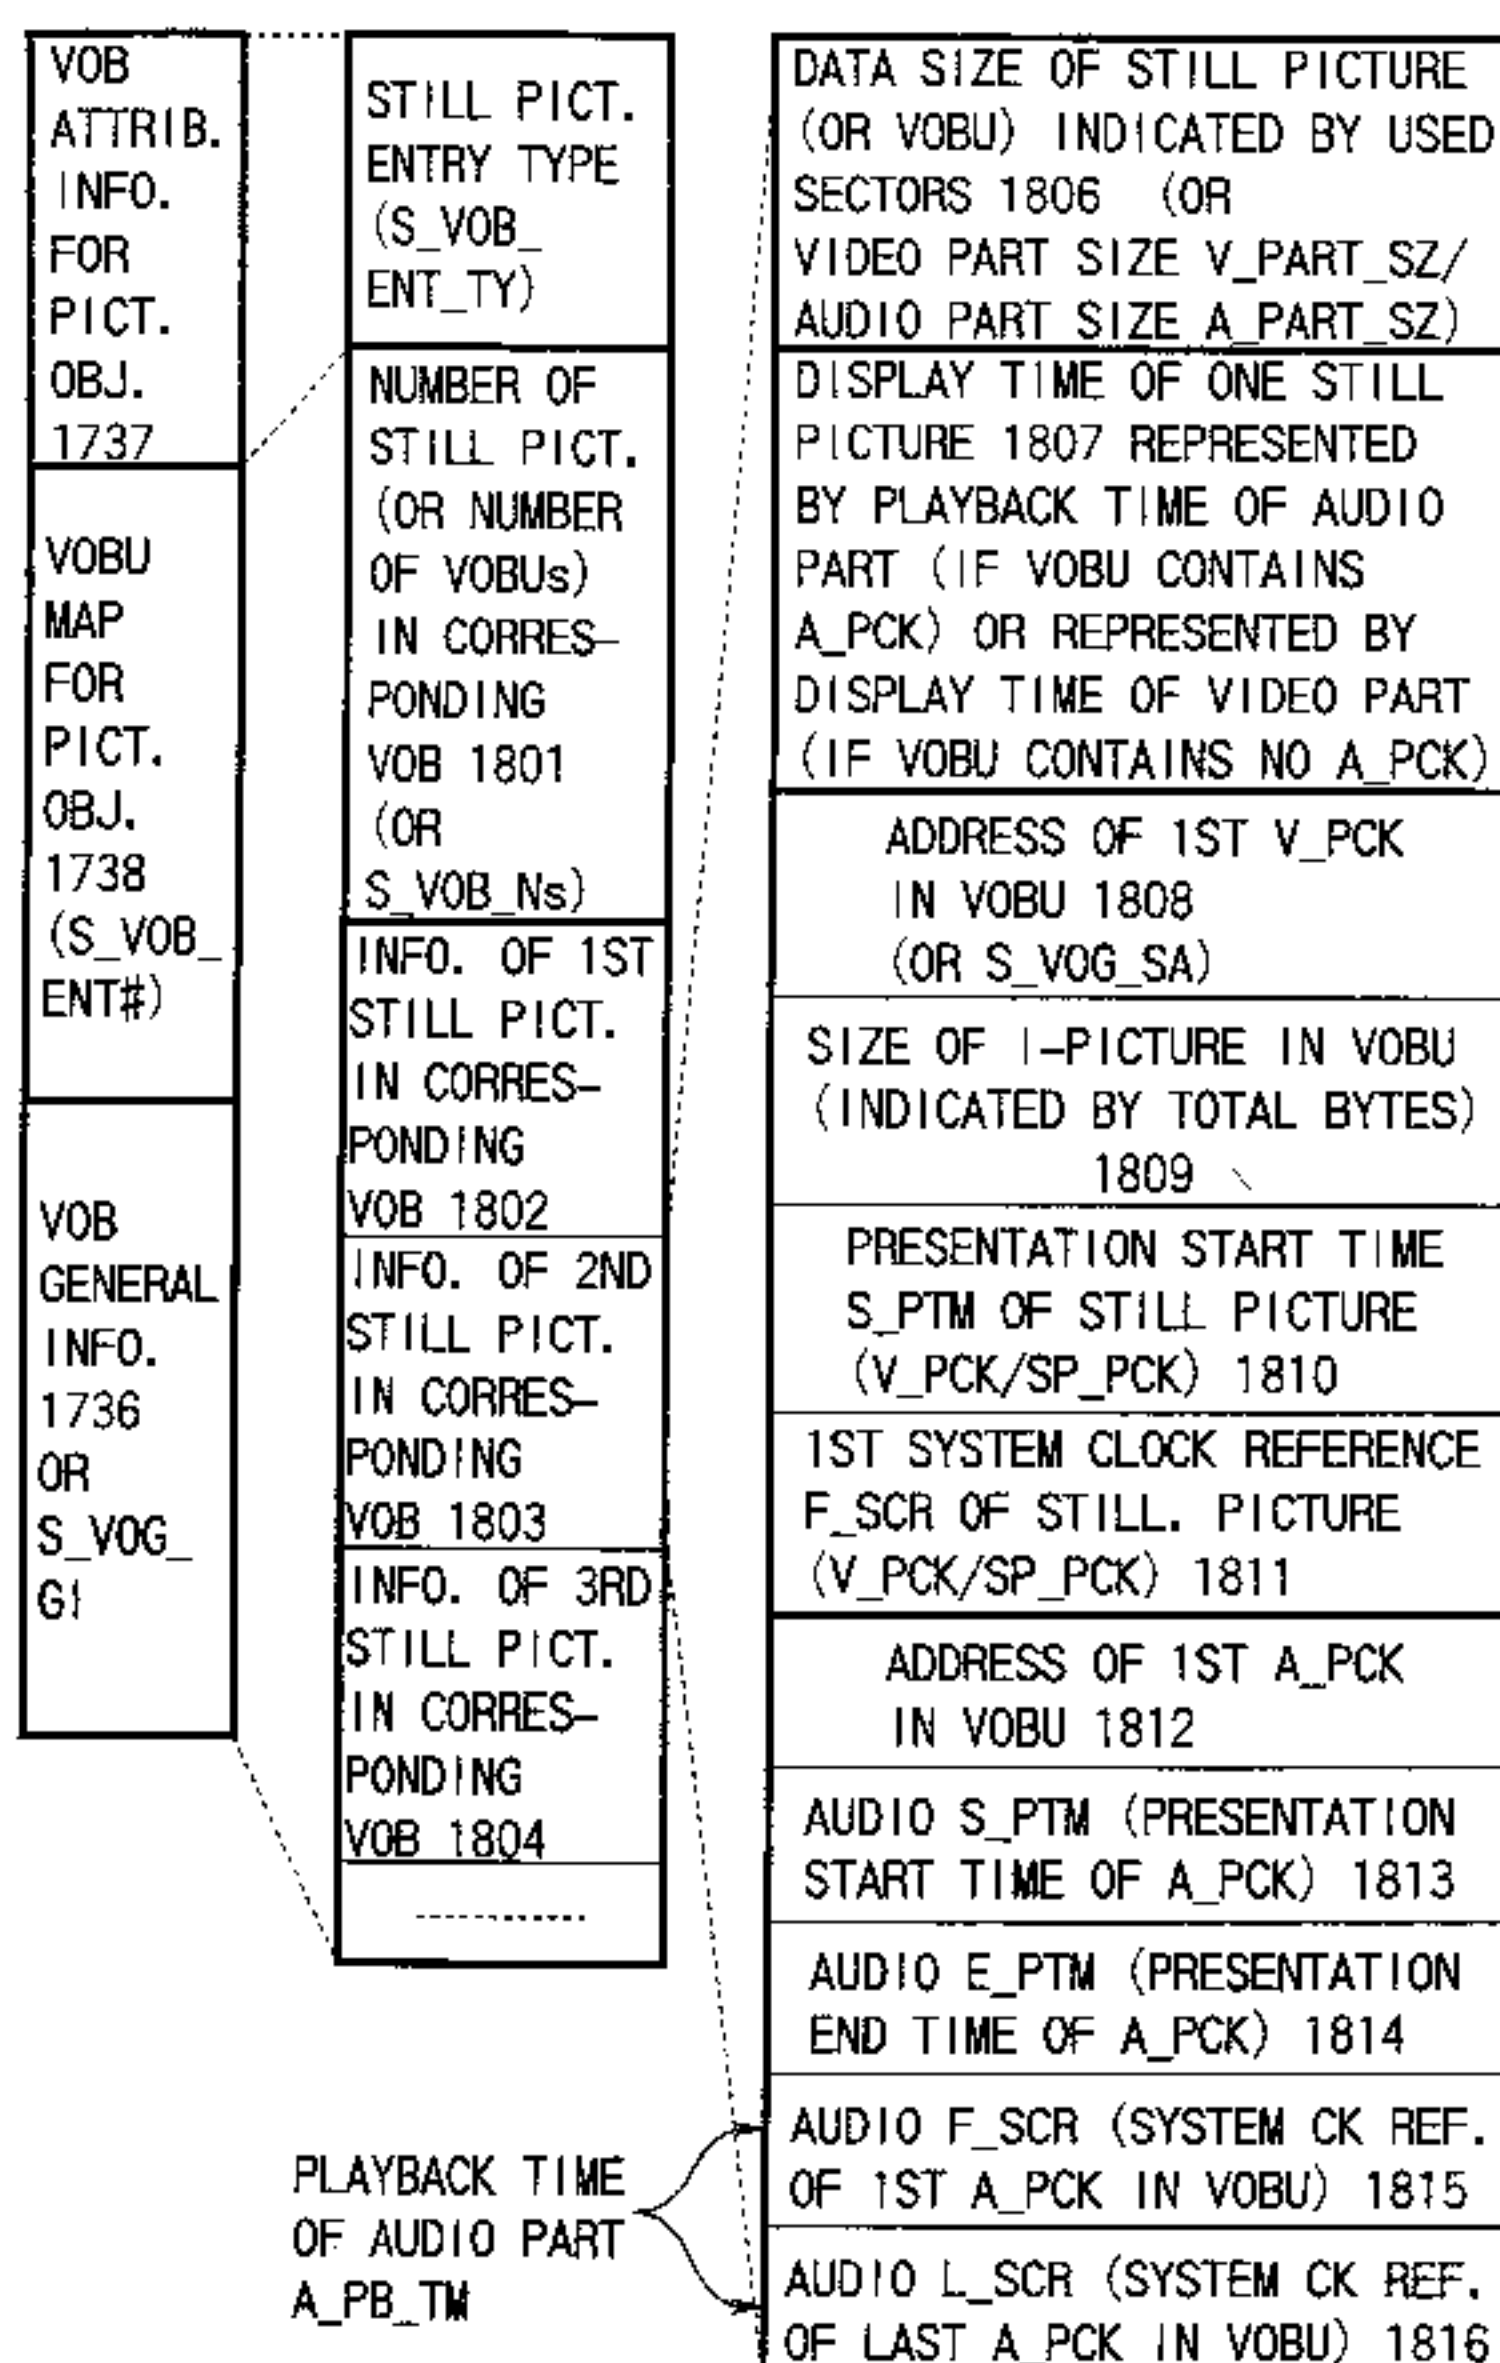 VOB
ATTRIB.
INFO.
FOR
PICT.
OBJ.
1737
VOBU
MAP
FOR
PICT.
OBJ.
1738
(S_VOB_
ENT#)
VOB
GENERAL
INFO.
1736
OR
S_VOG_
GI
STILL PICT.
ENTRY TYPE
(S_VOB_
ENT_TY)
NUMBER OF
STILL PICT.
(OR NUMBER
OF VOBUs)
IN CORRES-
PONDING
VOB 1801
(OR
S_VOB_Ns)
INFO. OF 1ST
STILL PICT.
IN CORRES-
PONDING
VOB 1802
INFO. OF 2ND
STILL PICT.
IN CORRES-
PONDING
VOB 1803
INFO. OF 3RD
STILL PICT.
IN CORRES-
PONDING
VOB 1804
DATA SIZE OF STILL PICTURE
(OR VOBU) INDICATED BY USED
SECTORS 1806 (OR
VIDEO PART SIZE V_PART_SZ/
AUDIO PART SIZE A_PART_SZ)
DISPLAY TIME OF ONE STILL
PICTURE 1807 REPRESENTED
BY PLAYBACK TIME OF AUDIO
PART (IF VOBU CONTAINS
A_PCK) OR REPRESENTED BY
DISPLAY TIME OF VIDEO PART
(IF VOBU CONTAINS NO A_PCK)
ADDRESS OF 1ST V_PCK
IN VOBU 1808
(OR S_VOG_SA)
SIZE OF I-PICTURE IN VOBU
(INDICATED BY TOTAL BYTES)
1809
PRESENTATION START TIME
S_PTM OF STILL PICTURE
(V_PCK/SP_PCK) 1810
1ST SYSTEM CLOCK REFERENCE
F_SCR OF STILL. PICTURE
(V_PCK/SP_PCK) 1811
ADDRESS OF 1ST A_PCK
IN VOBU 1812
AUDIO S_PTM (PRESENTATION
START TIME OF A_PCK) 1813
AUDIO E_PTM (PRESENTATION
END TIME OF A_PCK) 1814
AUDIO F_SCR (SYSTEM CK REF.
OF 1ST A_PCK IN VOBU) 1815
AUDIO L_SCR (SYSTEM CK REF.
OF LAST A_PCK IN VOBU) 1816
PLAYBACK TIME
OF AUDIO PART
A_PB_TM